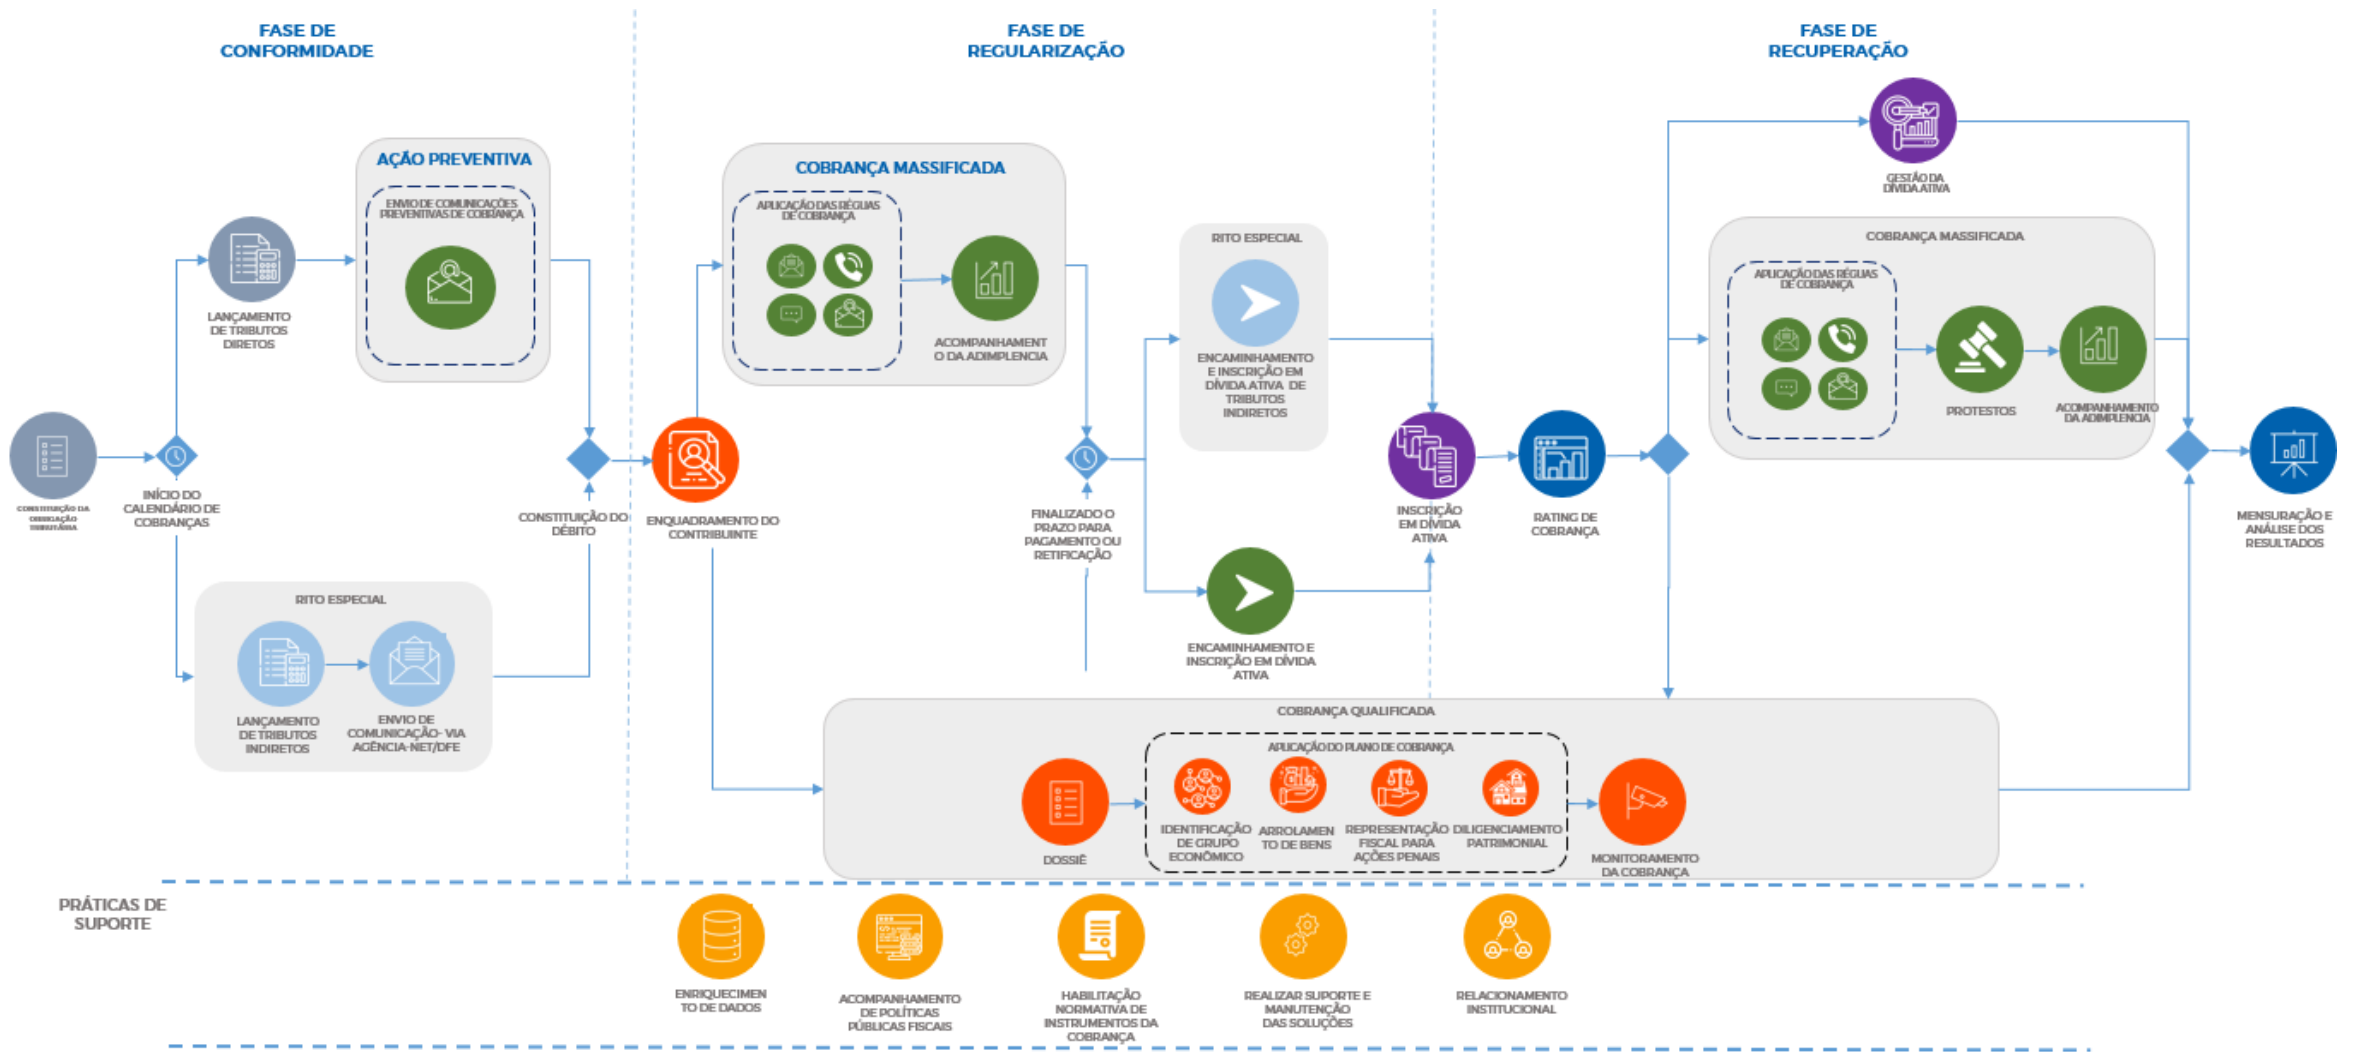 FASE DE
CONFORMIDADE
FASE DE
REGULARIZAÇÃO
FASE DE
RECUPERAÇÃO
AÇÃO PREVENTIVA
ENVIO DE COMUNICAÇÕES
PREVENTIVAS DE COBRANÇA
LANÇAMENTO
DE TRIBUTOS
DIRETOS
CONSTITUIÇÃO DA
OBRIGAÇÃO
TRIBUTÁRIA
INÍCIO DO
CALENDÁRIO DE
COBRANÇAS
RITO ESPECIAL
LANÇAMENTO
DE TRIBUTOS
INDIRETOS
ENVIO DE
COMUNICAÇÃO- VIA
AGÊNCIA-NET/DFE
CONSTITUIÇÃO DO
DÉBITO
ENQUADRAMENTO DO
CONTRIBUINTE
COBRANÇA MASSIFICADA
APLICAÇÃO DAS RÉGUAS
DE COBRANÇA
ACOMPANHAMENT
O DA ADIMPLENCIA
FINALIZADO O
PRAZO PARA
PAGAMENTO OU
RETIFICAÇÃO
RITO ESPECIAL
ENCAMINHAMENTO
E INSCRIÇÃO EM
DÍVIDA ATIVA DE
TRIBUTOS
INDIRETOS
ENCAMINHAMENTO E
INSCRIÇÃO EM DÍVIDA
ATIVA
INSCRIÇÃO
EM DÍVIDA
ATIVA
RATING DE
COBRANÇA
GESTÃO DA
DÍVIDA ATIVA
COBRANÇA MASSIFICADA
APLICAÇÃO DAS RÉGUAS
DE COBRANÇA
PROTESTOS
ACOMPANHAMENTO
DA ADIMPLENCIA
MENSURAÇÃO E
ANÁLISE DOS
RESULTADOS
COBRANÇA QUALIFICADA
DOSSIÊ
APLICAÇÃO DO PLANO DE COBRANÇA
IDENTIFICAÇÃO
DE GRUPO
ECONÔMICO
ARROLAMEN
TO DE BENS
REPRESENTAÇÃO
FISCAL PARA
AÇÕES PENAIS
DILIGENCIAMENTO
PATRIMONIAL
MONITORAMENTO
DA COBRANÇA
PRÁTICAS DE
SUPORTE
ENRIQUECIMEN
TO DE DADOS
ACOMPANHAMENTO
DE POLÍTICAS
PÚBLICAS FISCAIS
HABILITAÇÃO
NORMATIVA DE
INSTRUMENTOS DA
COBRANÇA
REALIZAR SUPORTE E
MANUTENÇÃO
DAS SOLUÇÕES
RELACIONAMENTO
INSTITUCIONAL